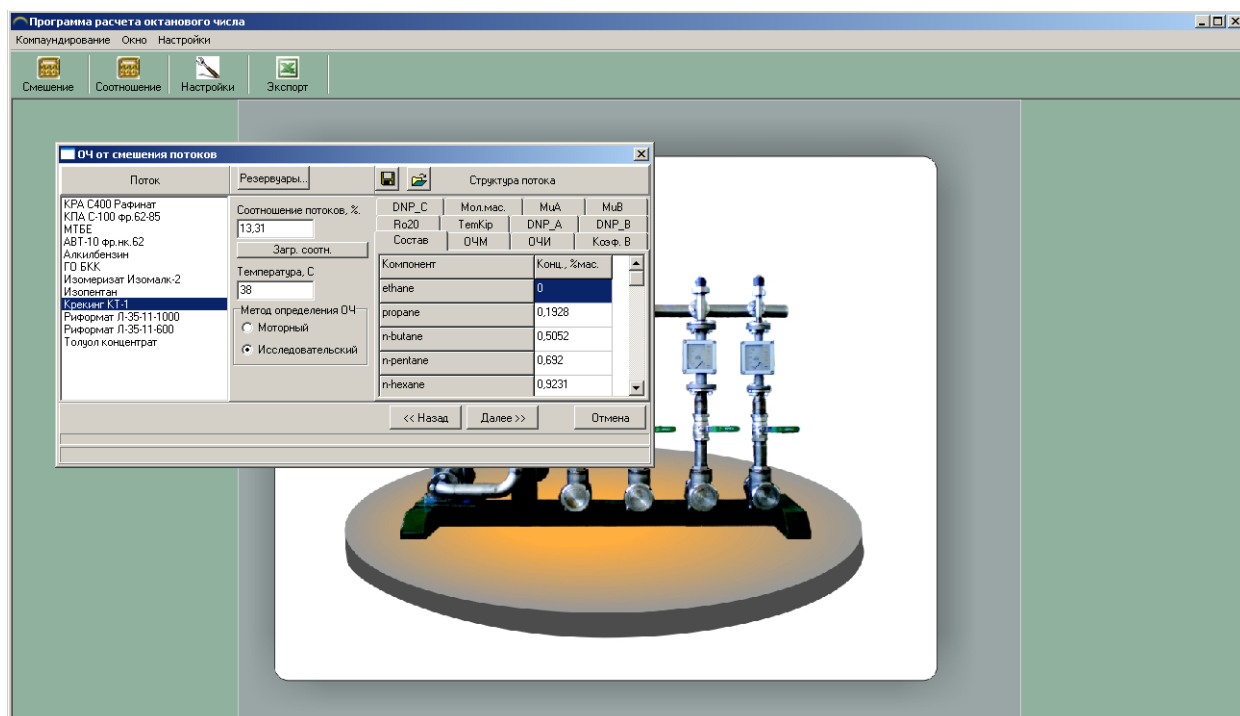 Программа расчета октанового числа
Компаундирование Окно Настройки
Смешение Соотношение Настройки Экспорт
ОЧ от смешения потоков
Поток
Резервуары...
Структура потока
КРА С400 Рафинат
КПА С-100 фр.62-85
МТБЕ
АВТ-10 фр.нк.62
Алкилбензин
ГО БКК
Изомеризат Изомалк-2
Изопентан
Крекинг КТ-1
Риформат Л-35-11-1000
Риформат Л-35-11-600
Толуол концентрат
Соотношение потоков, %.
13,31
Загр. соотн.
Температура, С
38
Метод определения ОЧ
Моторный
Исследовательский
DNP_C Мол.мас. MuA MuB
Ro20 TemKip DNP_A DNP_B
Состав ОЧМ ОЧИ Коэф. В
Компонент Конц., %мас.
ethane 0
propane 0,1928
n-butane 0,5052
n-pentane 0,692
n-hexane 0,9231
<< Назад Далее >> Отмена